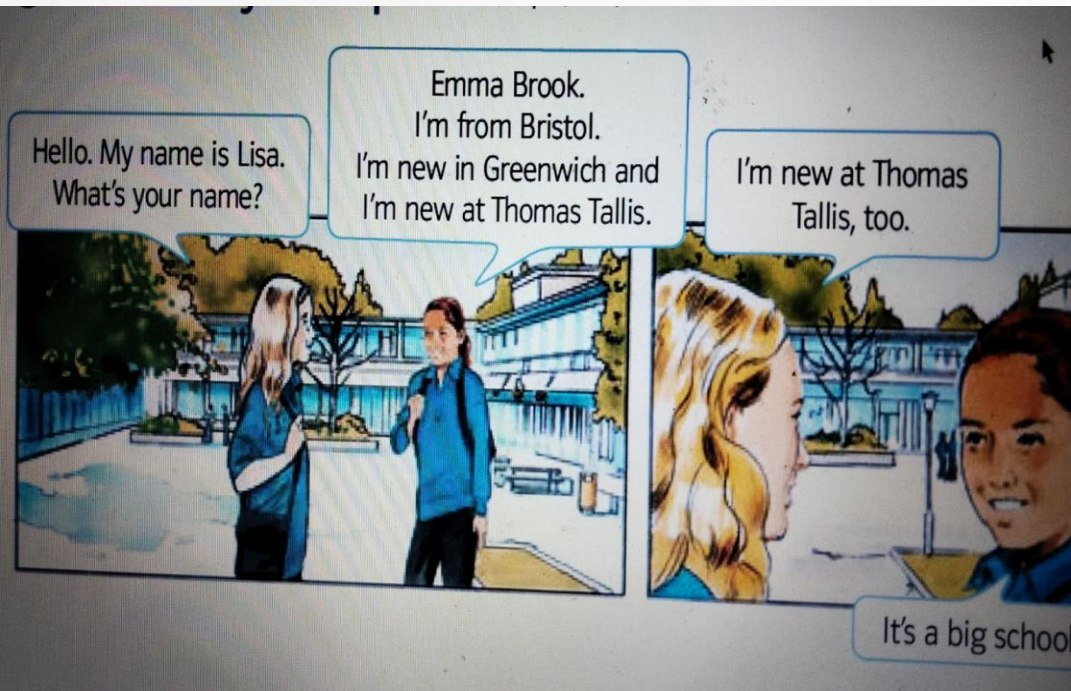 Hello. My name is Lisa.
What's your name?
Emma Brook.
I'm from Bristol.
I'm new in Greenwich and
I'm new at Thomas Tallis.
I'm new at Thomas
Tallis, too.
It's a big school